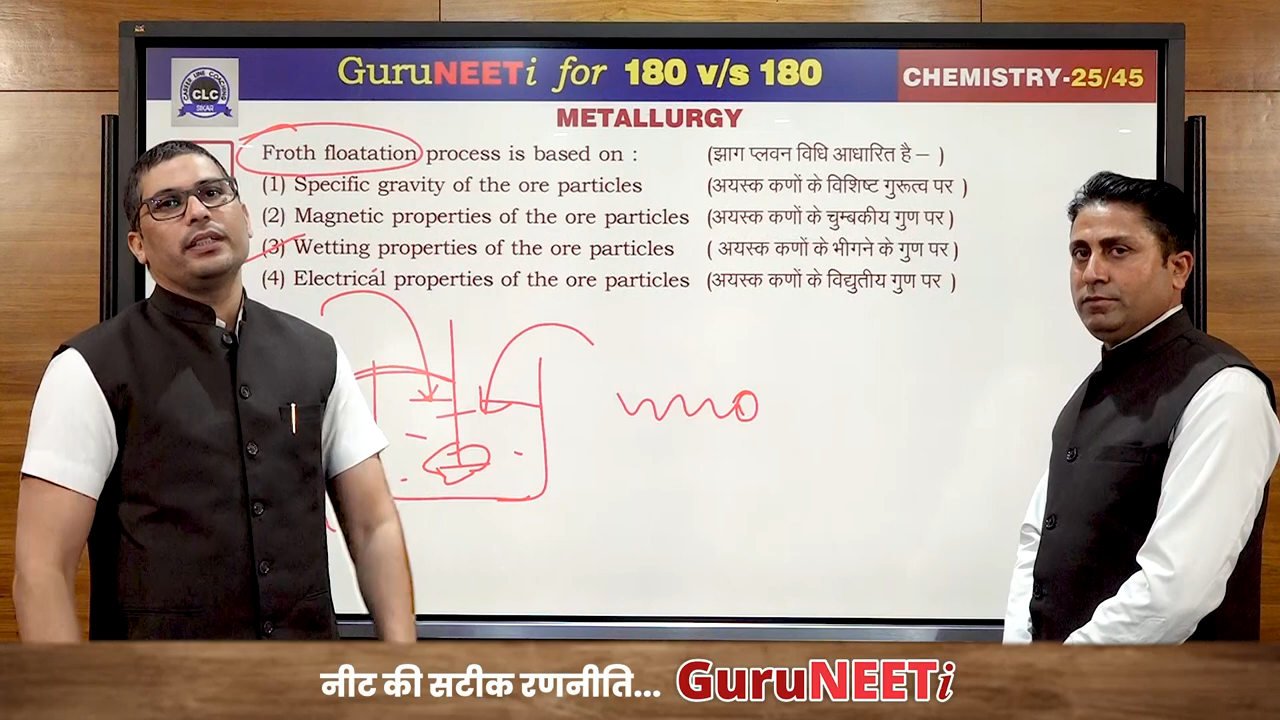 GuruNEETi for 180 v/s 180
CHEMISTRY-25/45
CAREER LINE COACHING
CLC
SIKAR
METALLURGY
Froth floatation process is based on : (झाग प्लवन विधि आधारित है – )
(1) Specific gravity of the ore particles (अयस्क कणों के विशिष्ट गुरूत्व पर )
(2) Magnetic properties of the ore particles (अयस्क कणों के चुम्बकीय गुण पर )
(3) Wetting properties of the ore particles ( अयस्क कणों के भीगने के गुण पर )
(4) Electrical properties of the ore particles (अयस्क कणों के विद्युतीय गुण पर )
नीट की सटीक रणनीति... GuruNEETi